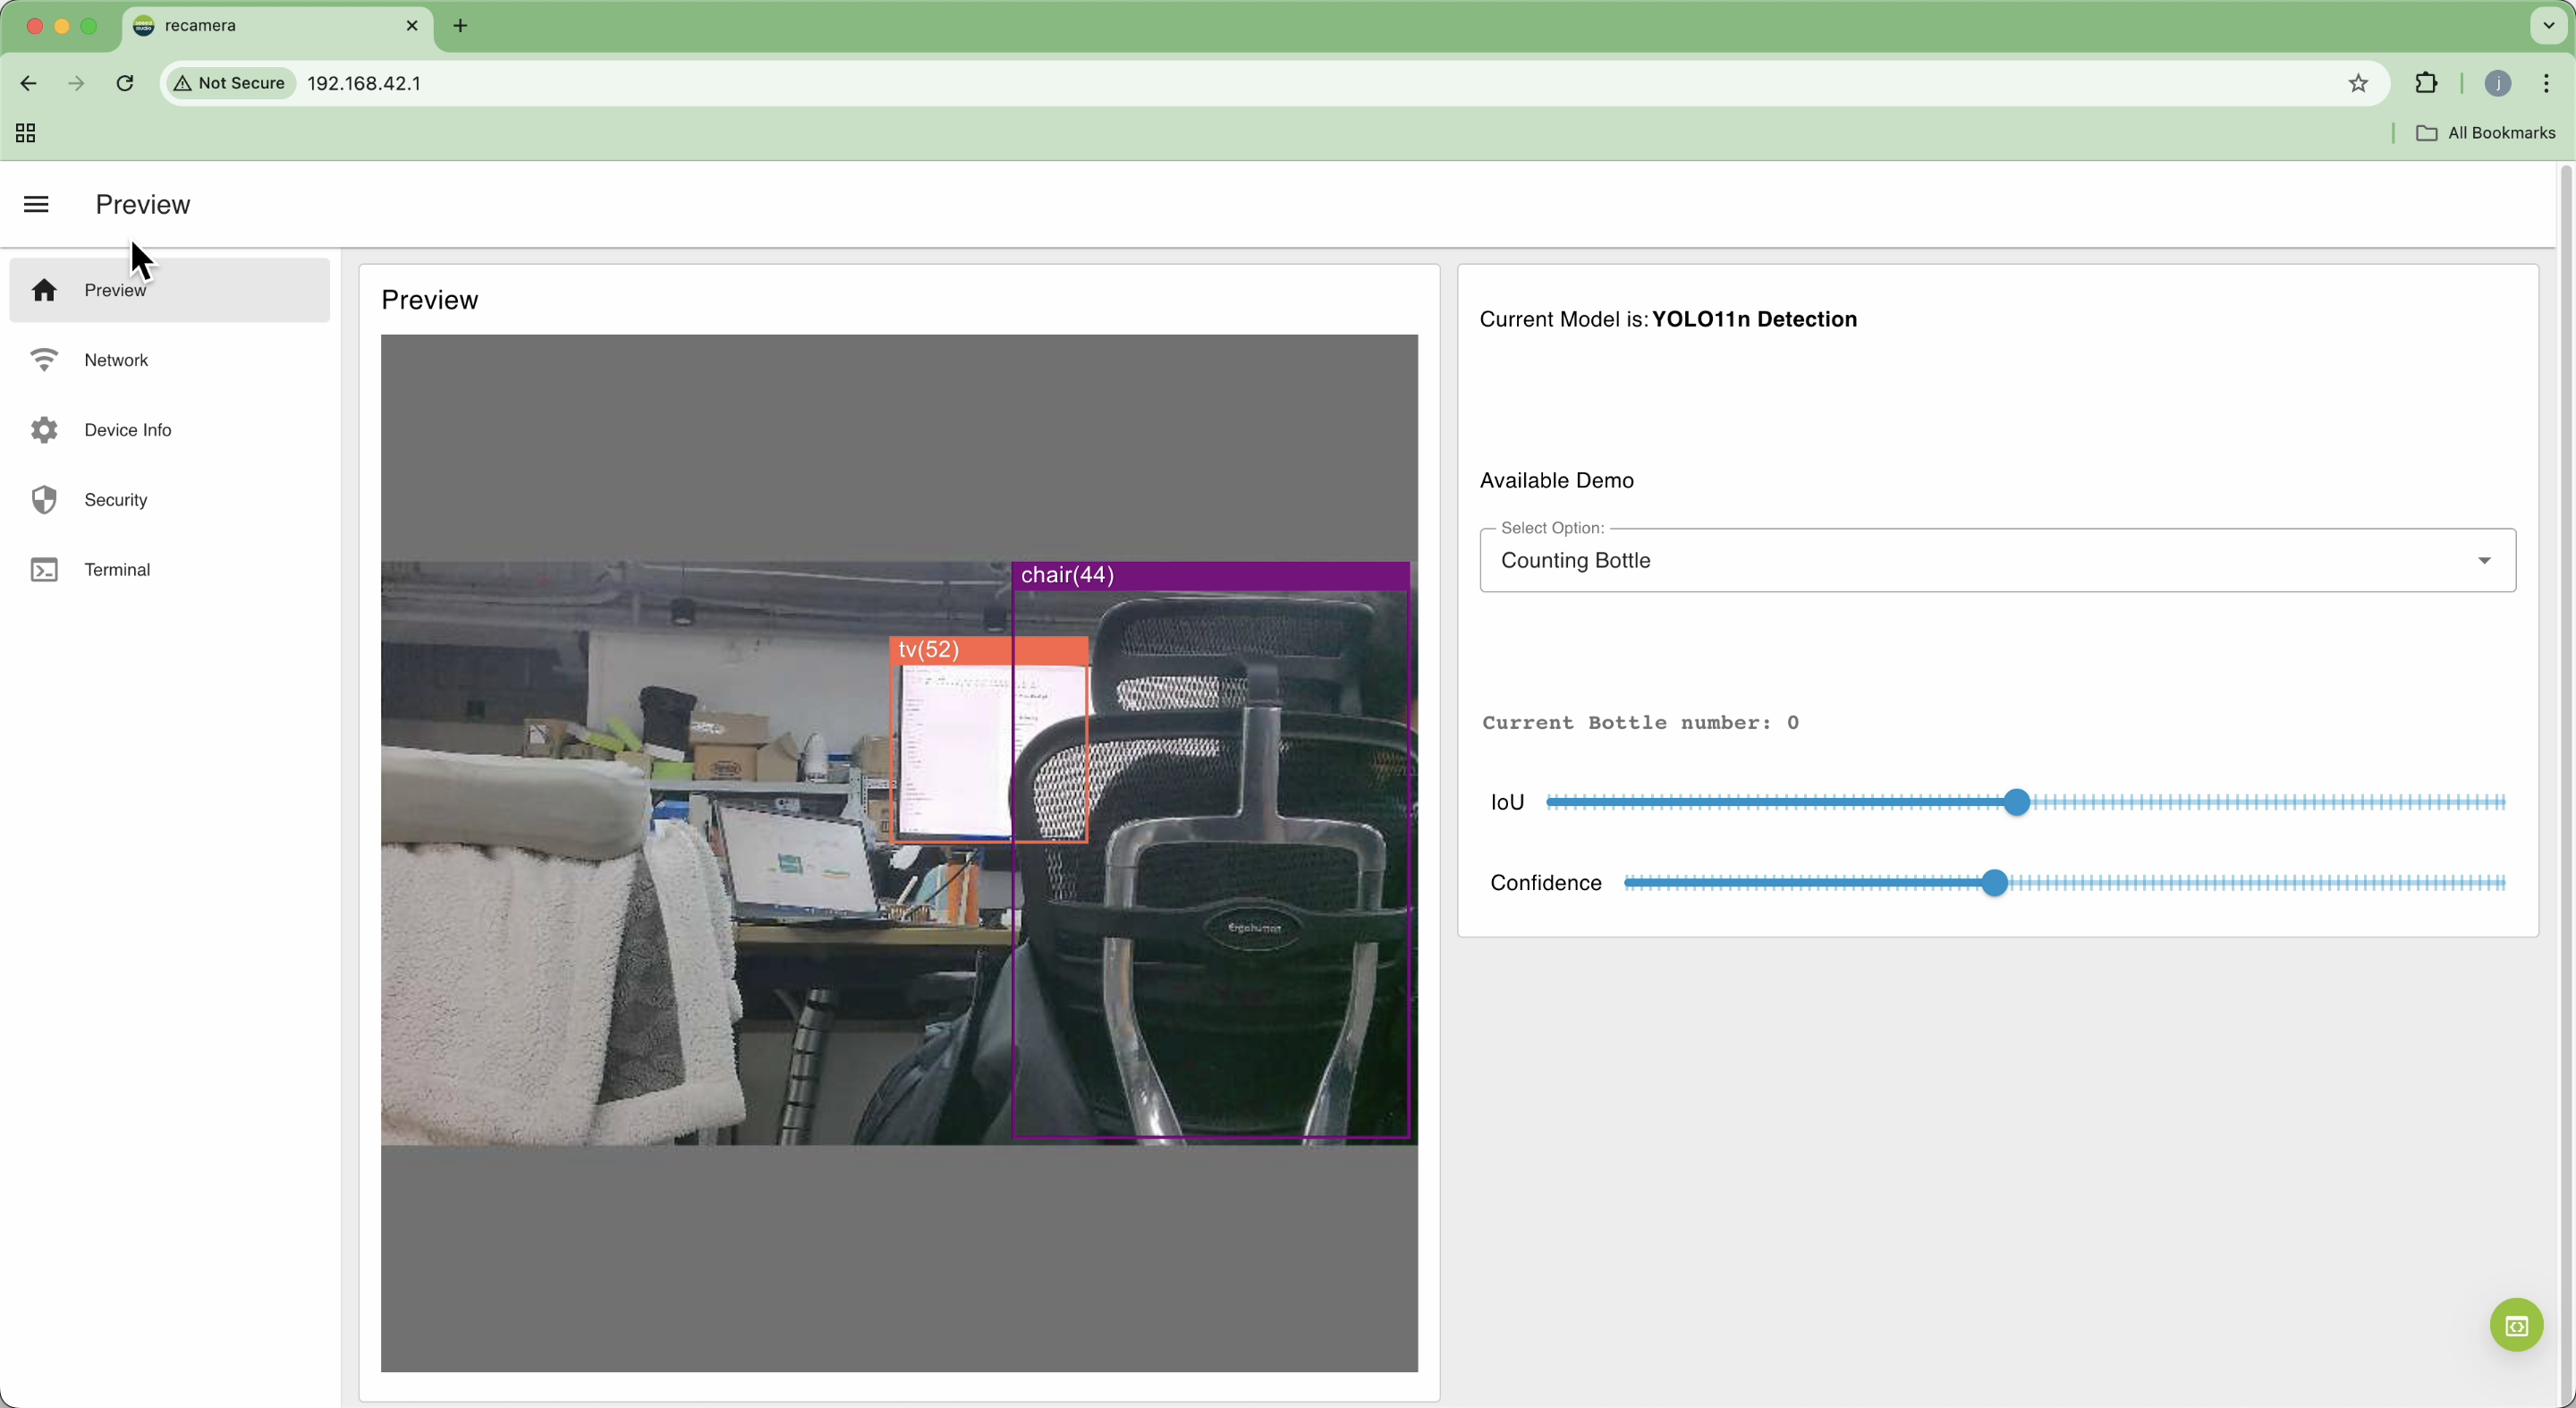 recamera
Not Secure 192.168.42.1
j
All Bookmarks
Preview
Preview
Network
Device Info
Security
Terminal
Preview
chair(44)
tv(52)
Ergohuman
Current Model is: YOLO11n Detection
Available Demo
Select Option:
Counting Bottle
Current Bottle number: 0
IoU
Confidence